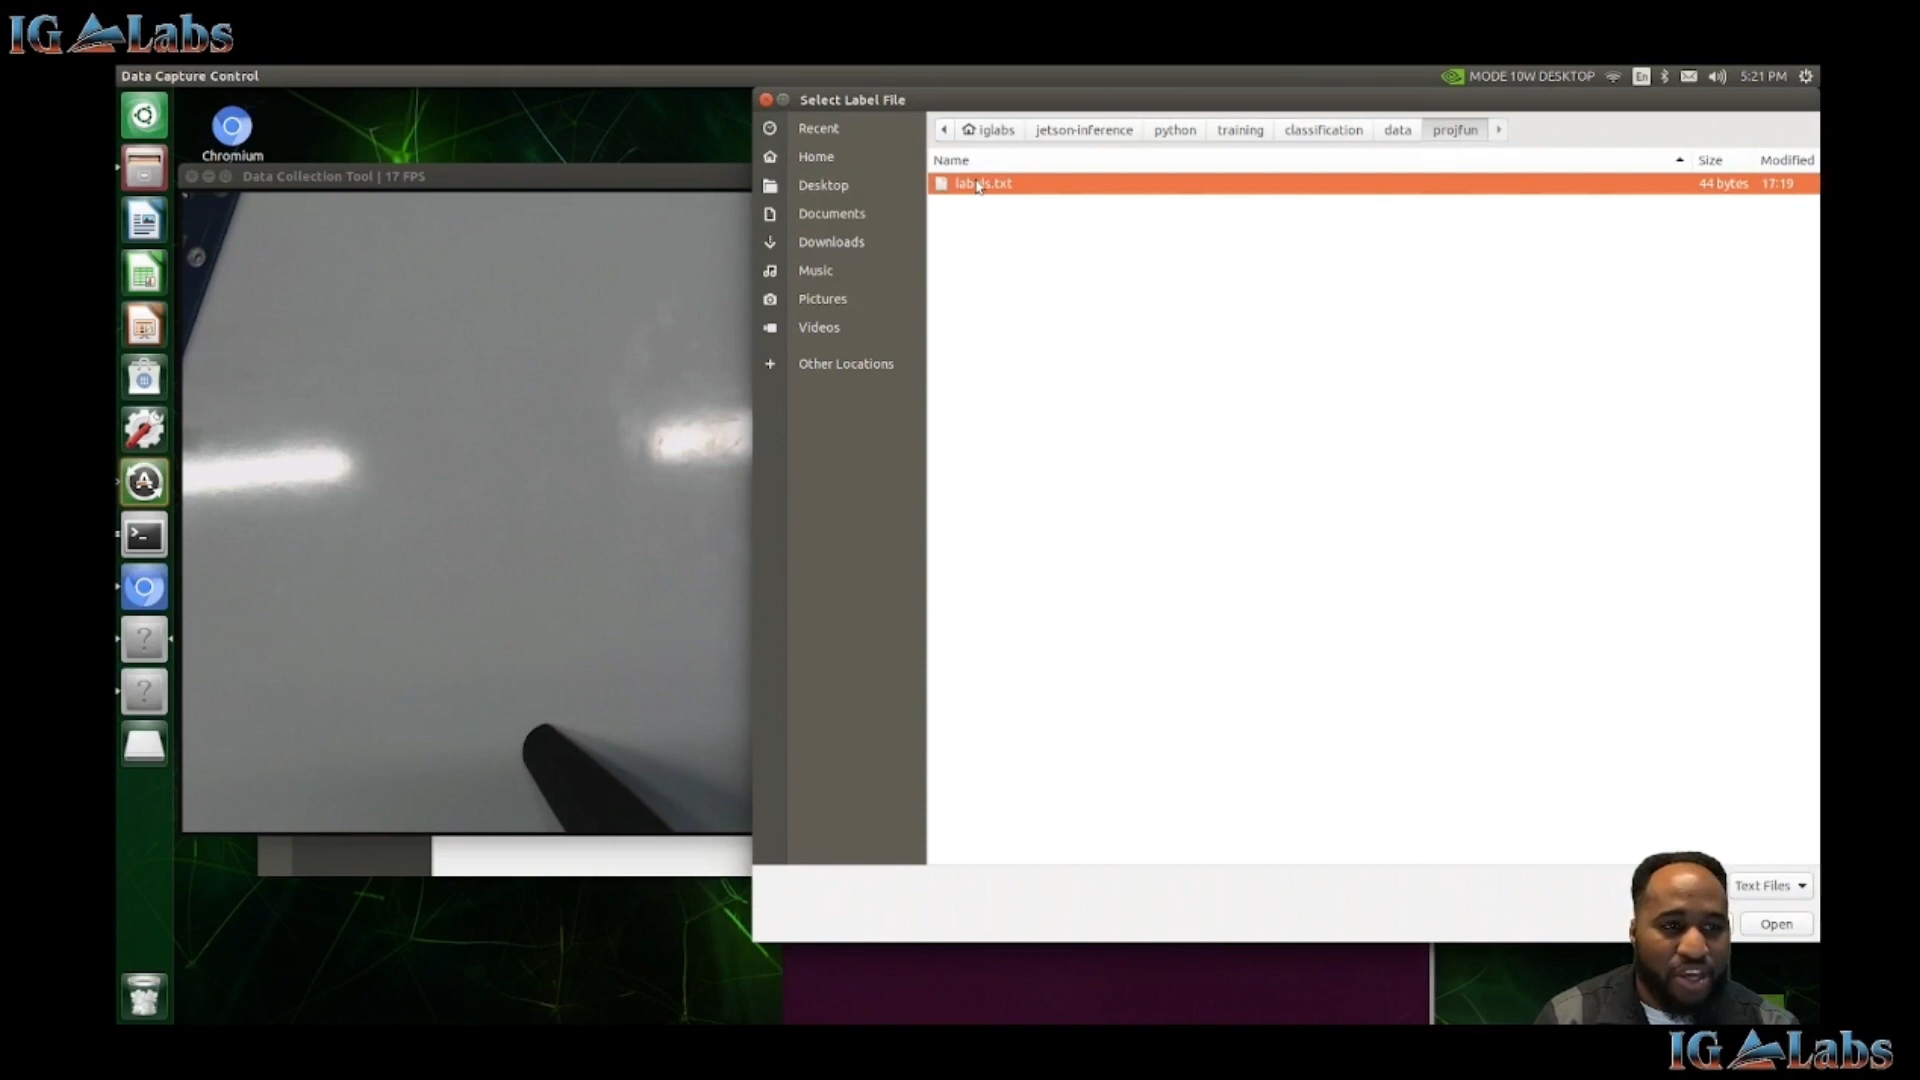 IG Labs
Data Capture Control
MODE 10W DESKTOP
En
5:21 PM
Chromium
Data Collection Tool | 17 FPS
Select Label File
Recent
Home
Desktop
Documents
Downloads
Music
Pictures
Videos
Other Locations
iglabs
jetson-inference
python
training
classification
data
projfun
Name
Size
Modified
labels.txt
44 bytes
17:19
Text Files
Open
IG Labs